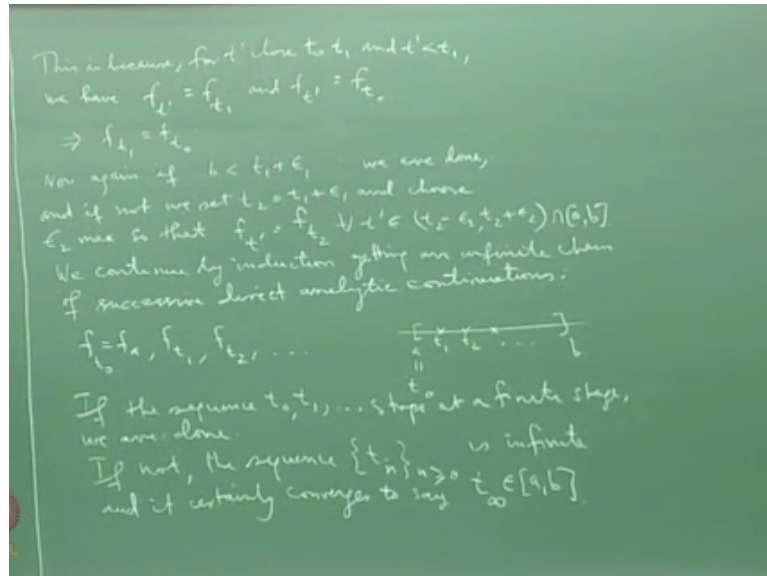 This is because, for t' close to t₁ and t' < t₁,
we have f_{t'} = f_{t₁} and f_{t'} = f_{t₀}
⇒ f_{t₁} = f_{t₀}
Now again if b < t₁ + ε₁ we are done,
and if not we set t₂ = t₁ + ε₁ and choose
ε₂ max so that f_{t'} = f_{t₂} ∀ t' ∈ (t₂ - ε₂, t₂ + ε₂) ∩ [a, b]
We continue by induction getting an infinite chain
of successive direct analytic continuations:
f_{t₀} = f_a, f_{t₁}, f_{t₂}, ....
[ t₁ t₂ .... ]
a b
||
t₀
If the sequence t₀, t₁, ... stops at a finite stage,
we are done.
If not, the sequence {t_n}_{n≥0} is infinite
and it certainly converges to say t_∞ ∈ [a, b].